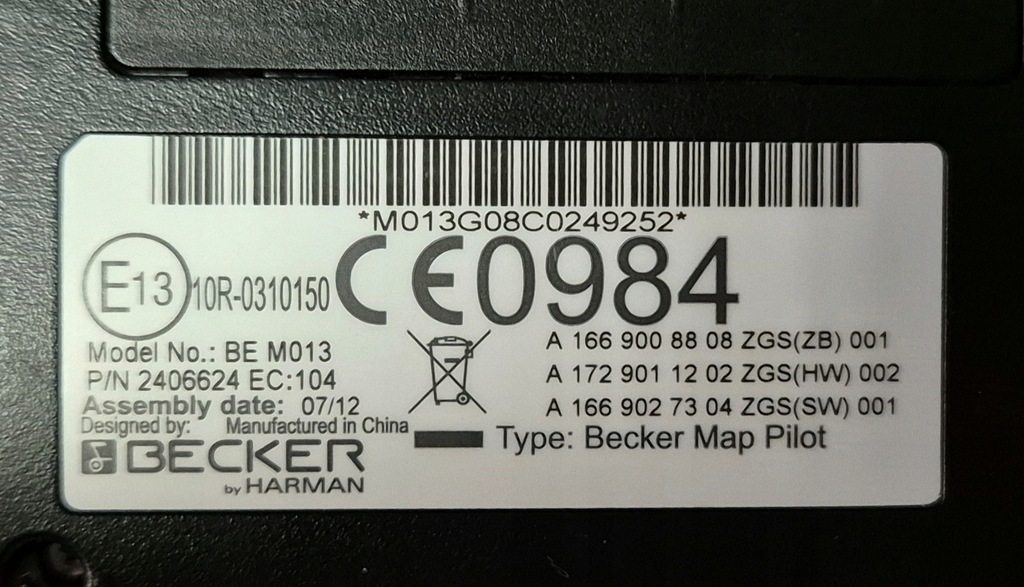 *M013G08C0249252*
E13 10R-0310150 CE0984
Model No.: BE M013
P/N 2406624 EC:104
Assembly date: 07/12
Designed by: Manufactured in China
BECKER
by HARMAN
A 166 900 88 08 ZGS(ZB) 001
A 172 901 12 02 ZGS(HW) 002
A 166 902 73 04 ZGS(SW) 001
Type: Becker Map Pilot